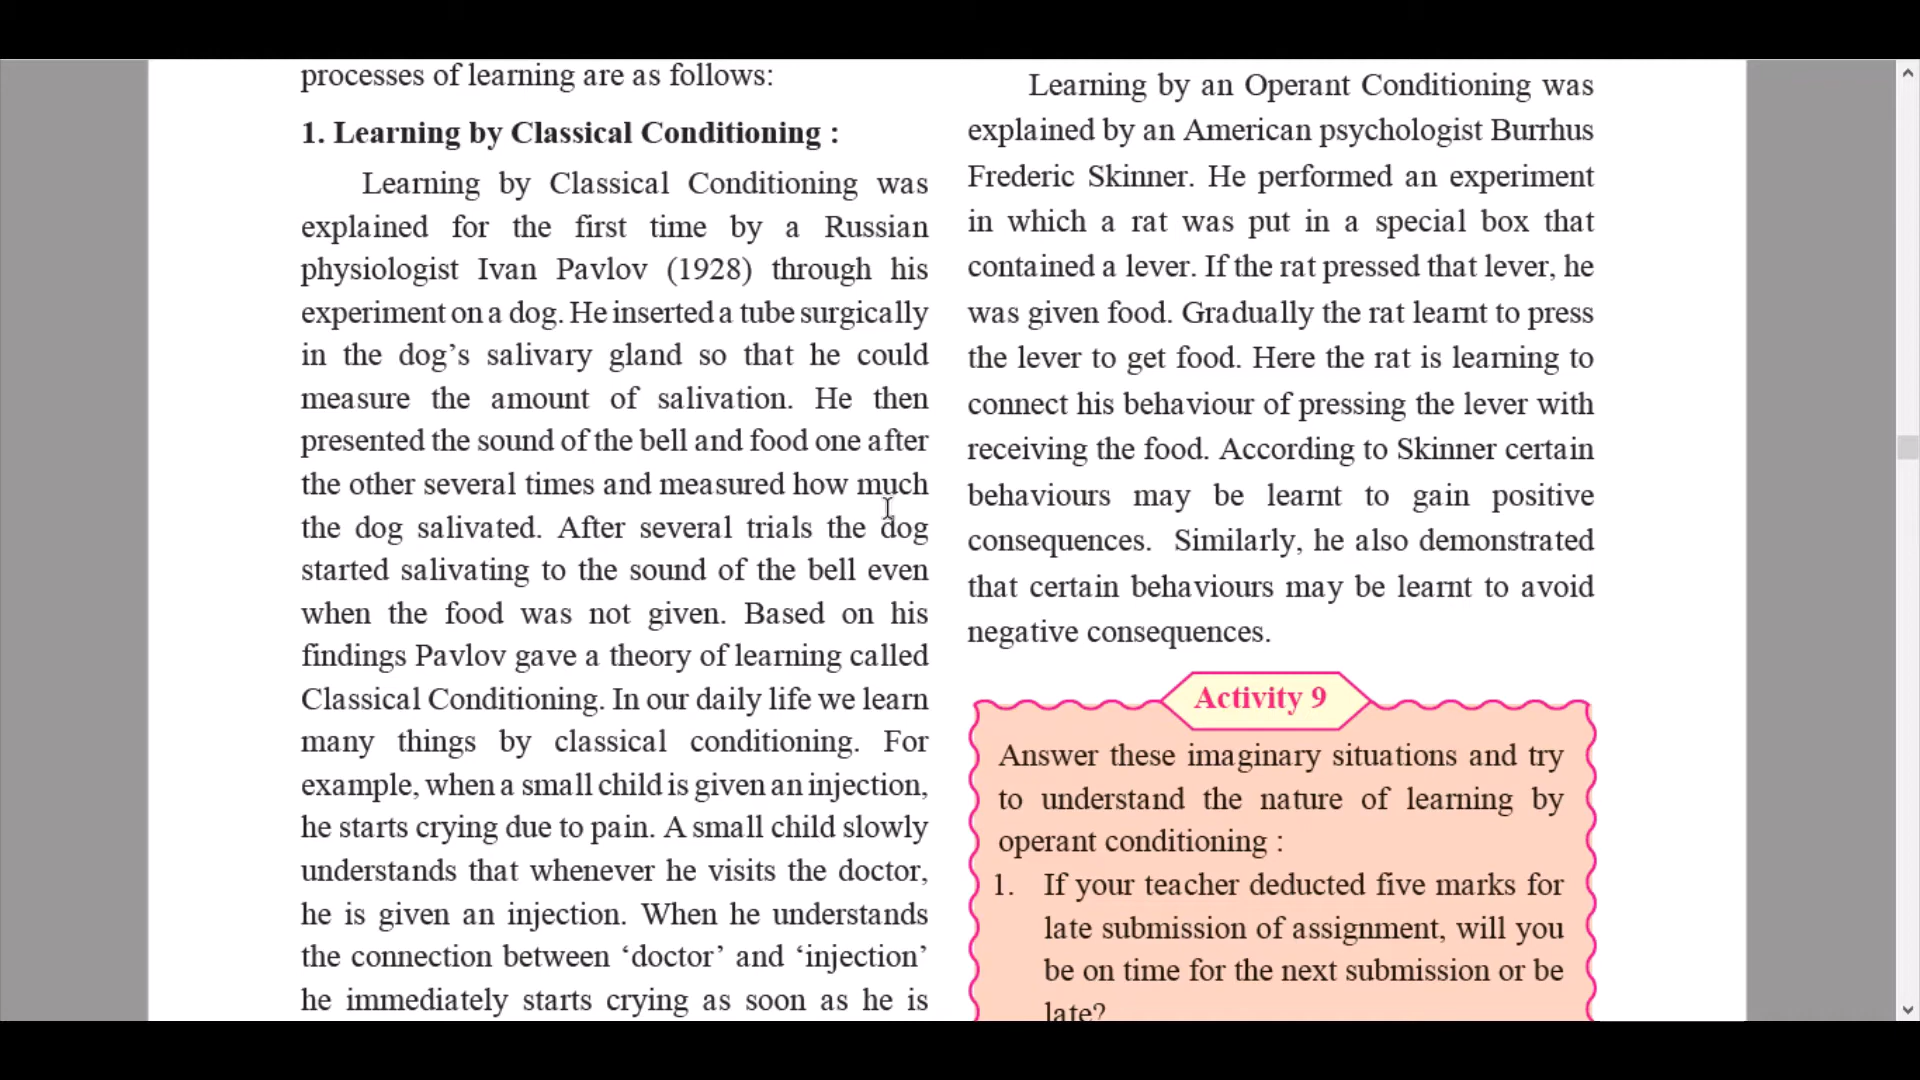 processes of learning are as follows:
1. Learning by Classical Conditioning :
Learning by Classical Conditioning was
explained for the first time by a Russian
physiologist Ivan Pavlov (1928) through his
experiment on a dog. He inserted a tube surgically
in the dog’s salivary gland so that he could
measure the amount of salivation. He then
presented the sound of the bell and food one after
the other several times and measured how much
the dog salivated. After several trials the dog
started salivating to the sound of the bell even
when the food was not given. Based on his
findings Pavlov gave a theory of learning called
Classical Conditioning. In our daily life we learn
many things by classical conditioning. For
example, when a small child is given an injection,
he starts crying due to pain. A small child slowly
understands that whenever he visits the doctor,
he is given an injection. When he understands
the connection between ‘doctor’ and ‘injection’
he immediately starts crying as soon as he is
Learning by an Operant Conditioning was
explained by an American psychologist Burrhus
Frederic Skinner. He performed an experiment
in which a rat was put in a special box that
contained a lever. If the rat pressed that lever, he
was given food. Gradually the rat learnt to press
the lever to get food. Here the rat is learning to
connect his behaviour of pressing the lever with
receiving the food. According to Skinner certain
behaviours may be learnt to gain positive
consequences. Similarly, he also demonstrated
that certain behaviours may be learnt to avoid
negative consequences.
Activity 9
Answer these imaginary situations and try
to understand the nature of learning by
operant conditioning :
1. If your teacher deducted five marks for
late submission of assignment, will you
be on time for the next submission or be
late?